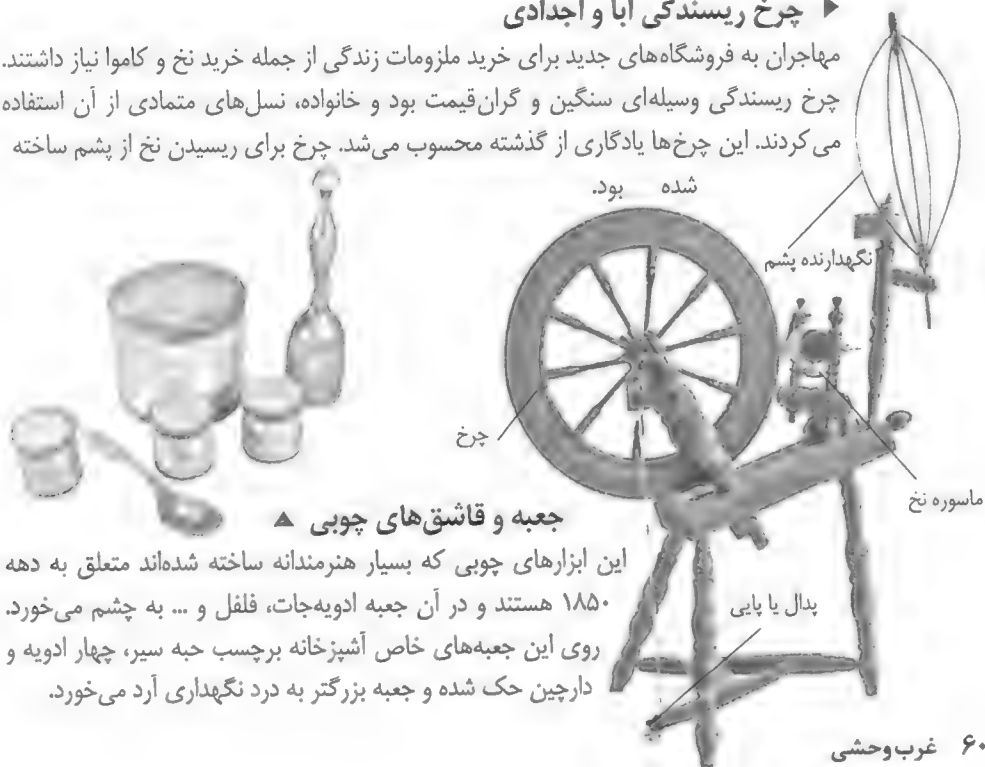 ◀ چرخ ریسندگی آبا و اجدادی
مهاجران به فروشگاه‌های جدید برای خرید ملزومات زندگی از جمله خرید نخ و کاموا نیاز داشتند.
چرخ ریسندگی وسیله‌ای سنگین و گران‌قیمت بود و خانواده، نسل‌های متمادی از آن استفاده
می‌کردند. این چرخ‌ها یادگاری از گذشته محسوب می‌شد. چرخ برای ریسیدن نخ از پشم ساخته
شده بود.
نگهدارنده پشم
چرخ
ماسوره نخ
جعبه و قاشق‌های چوبی ▲
این ابزارهای چوبی که بسیار هنرمندانه ساخته شده‌اند متعلق به دهه
۱۸۵۰ هستند و در آن جعبه ادویه‌جات، فلفل و ... به چشم می‌خورد.
روی این جعبه‌های خاص آشپزخانه برچسب حبه سیر، چهار ادویه و
دارچین حک شده و جعبه بزرگتر به درد نگهداری آرد می‌خورد.
پدال یا پایی
۶۰ غرب‌وحشی